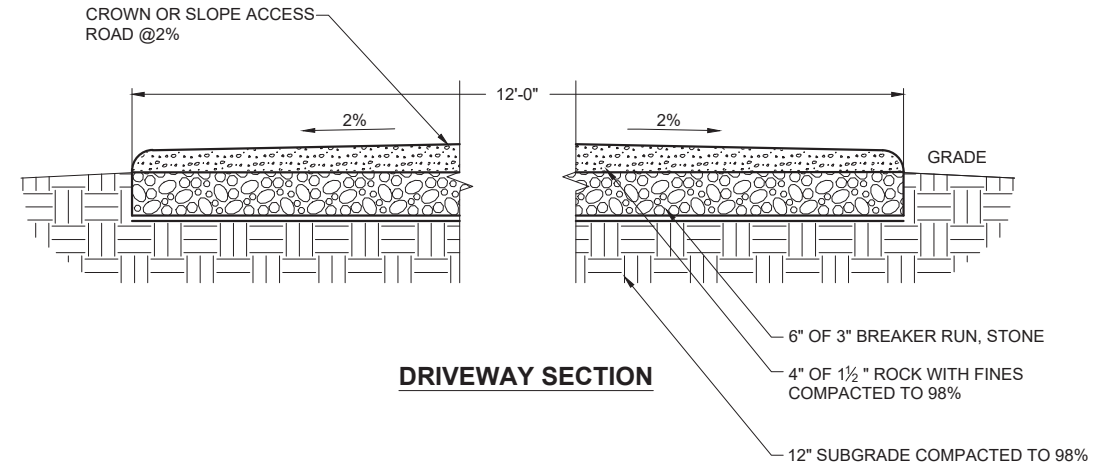 CROWN OR SLOPE ACCESS
ROAD @2%
12'-0"
2%
2%
GRADE
6" OF 3" BREAKER RUN, STONE
4" OF 1½ " ROCK WITH FINES
COMPACTED TO 98%
DRIVEWAY SECTION
12" SUBGRADE COMPACTED TO 98%